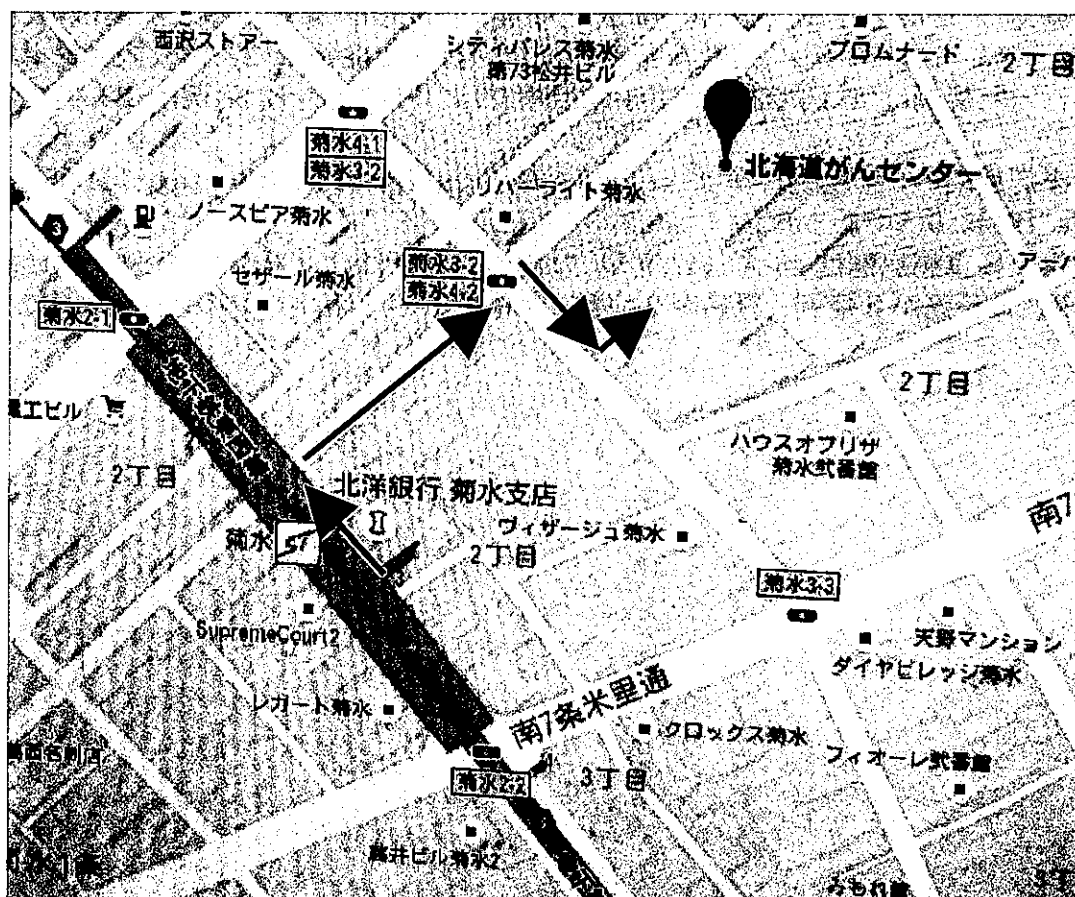 西沢ストアー
シティパレス菊水
第73松井ビル
プロムナード
2丁目
菊水4-1
菊水3-2
北海道がんセンター
リバーライト菊水
ノースピア菊水
3
菊水3-2
菊水4-2
セザール菊水
菊水2-1
2丁目
ハウスオブリザ
菊水弐番館
2丁目
北洋銀行 菊水支店
南7
菊水
ST
2丁目
ヴィザージュ菊水
菊水3-3
SupremeCourt2
天野マンション
ダイヤビレッジ菊水
南7条米里通
レガート菊水
クロックス菊水
フィオーレ弐番館
菊水2-2
3丁目